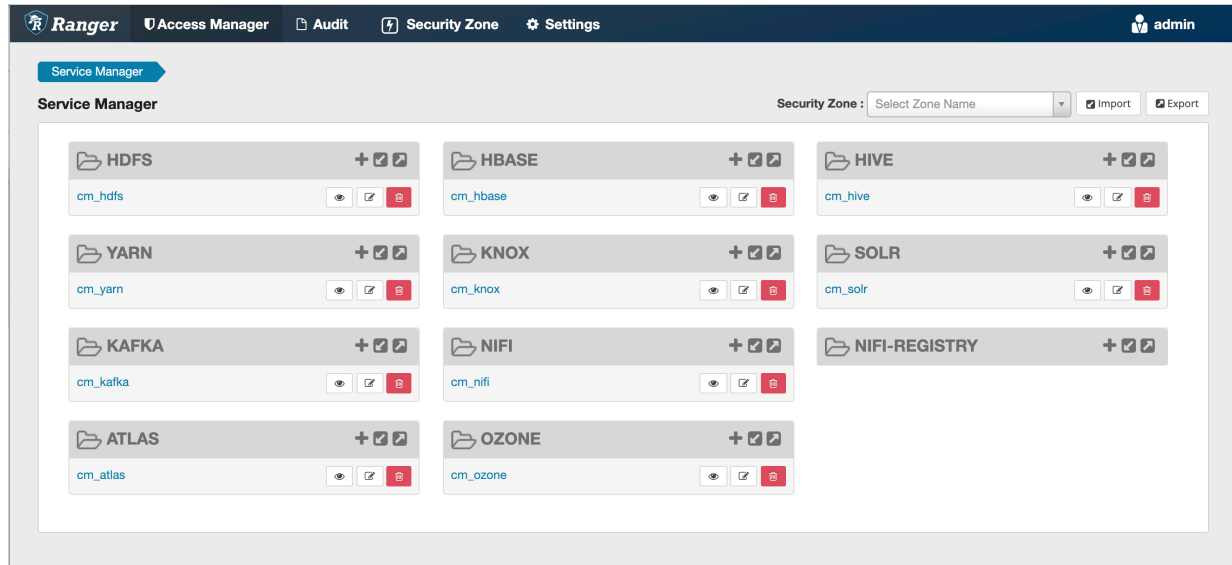 Ranger Access Manager Audit Security Zone Settings admin
Service Manager
Service Manager Security Zone : Select Zone Name Import Export
HDFS HBASE HIVE
cm_hdfs cm_hbase cm_hive
YARN KNOX SOLR
cm_yarn cm_knox cm_solr
KAFKA NIFI NIFI-REGISTRY
cm_kafka cm_nifi
ATLAS OZONE
cm_atlas cm_ozone